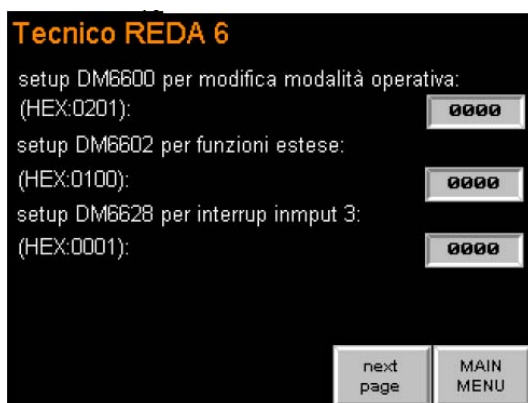 Tecnico REDA 6
setup DM6600 per modifica modalità operativa:
(HEX:0201):
0000
setup DM6602 per funzioni estese:
(HEX:0100):
0000
setup DM6628 per interrup inmput 3:
(HEX:0001):
0000
next
page
MAIN
MENU